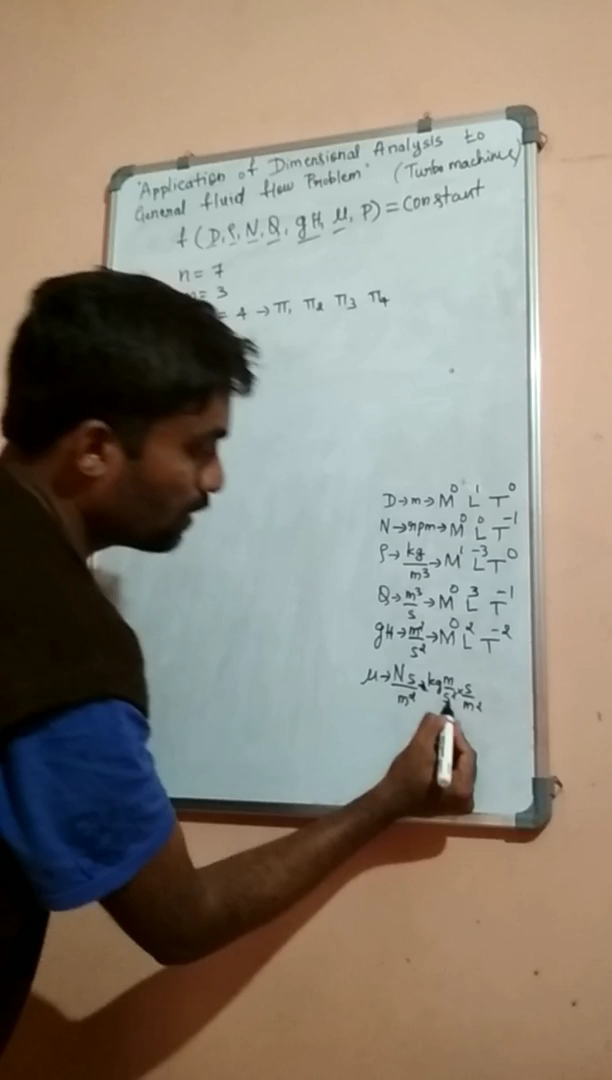 "Application of Dimensional Analysis to
General fluid flow Problem" (Turbo machines)
f (D, ρ, N, Q, gH, μ, P) = constant
n = 7
= 3
= 4 → π₁ π₂ π₃ π₄
D → m → M⁰ L¹ T⁰
N → rpm → M⁰ L⁰ T⁻¹
ρ → kg/m³ → M¹ L⁻³ T⁰
Q → m³/s → M⁰ L³ T⁻¹
gH → m²/s² → M⁰ L² T⁻²
μ → Ns/m² → kg m/s² × s/m²